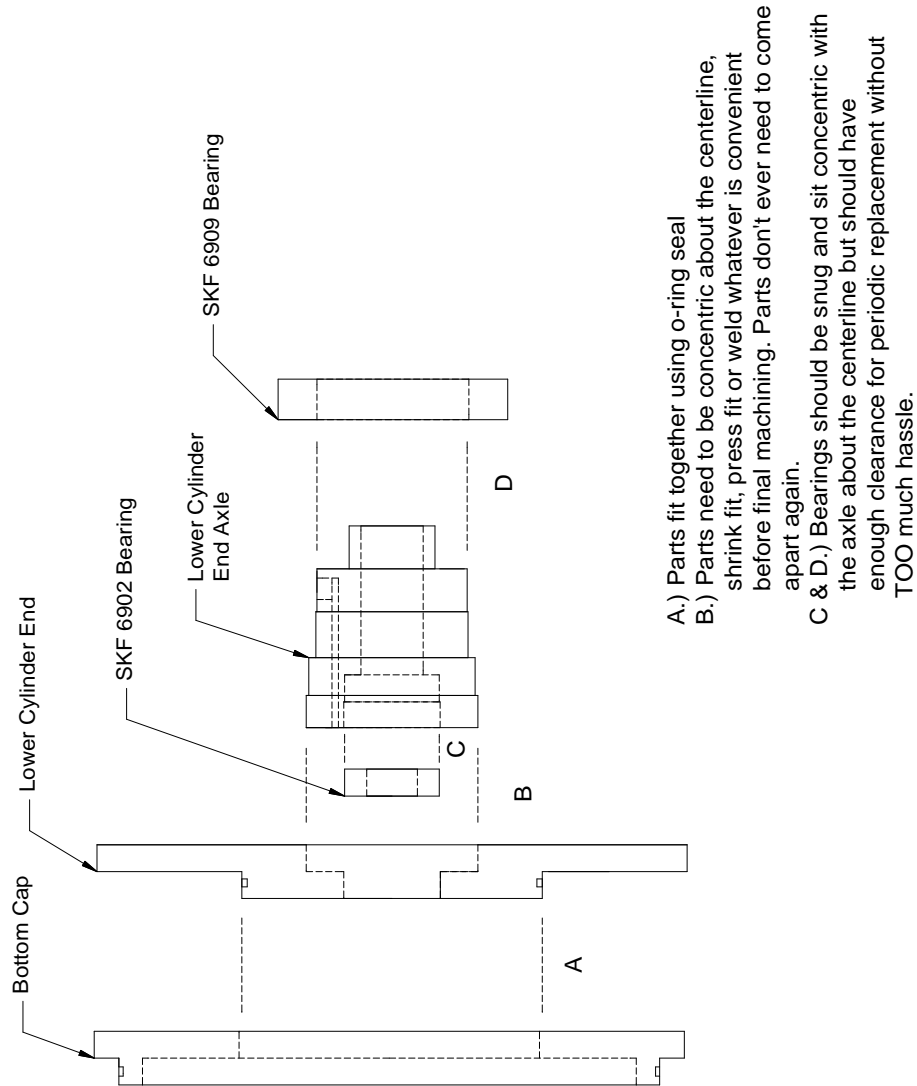 Bottom Cap
Lower Cylinder End
SKF 6902 Bearing
Lower Cylinder
End Axle
SKF 6909 Bearing
A
B
C
D
A.) Parts fit together using o-ring seal
B.) Parts need to be concentric about the centerline,
shrink fit, press fit or weld whatever is convenient
before final machining. Parts don't ever need to come
apart again.
C & D.) Bearings should be snug and sit concentric with
the axle about the centerline but should have
enough clearance for periodic replacement without
TOO much hassle.